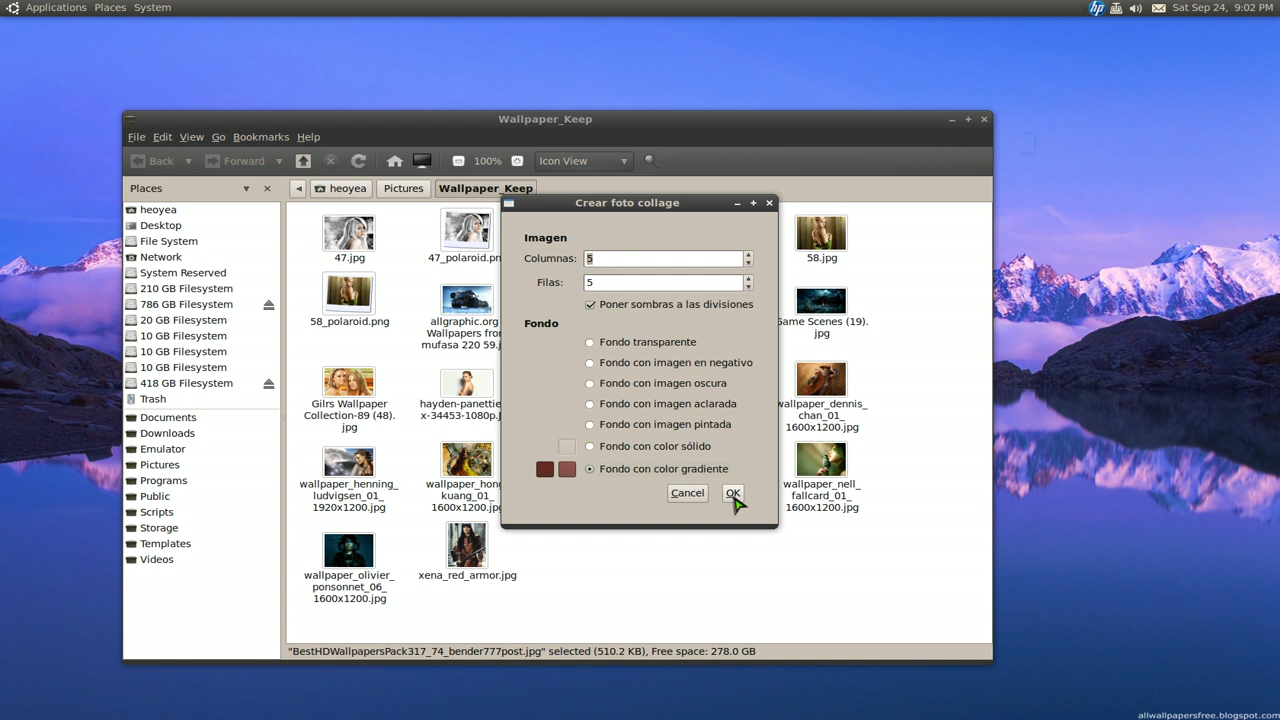 Applications Places System
Sat Sep 24, 9:02 PM
Wallpaper_Keep
File Edit View Go Bookmarks Help
Back Forward 100% Icon View
Places
heoyea Pictures Wallpaper_Keep
heoyea
Desktop
File System
Network
System Reserved
210 GB Filesystem
786 GB Filesystem
20 GB Filesystem
10 GB Filesystem
10 GB Filesystem
10 GB Filesystem
418 GB Filesystem
Trash
Documents
Downloads
Emulator
Pictures
Programs
Public
Scripts
Storage
Templates
Videos
47.jpg
47_polaroid.pn
58.jpg
58_polaroid.png
allgraphic.org
Wallpapers fro
mufasa 220 59.j
Game Scenes (19).
jpg
Gilrs Wallpaper
Collection-89 (48).
jpg
hayden-panettie
x-34453-1080p.j
wallpaper_dennis_
chan_01_
1600x1200.jpg
wallpaper_henning_
ludvigsen_01_
1920x1200.jpg
wallpaper_hon
kuang_01_
1600x1200.jp
wallpaper_nell_
fallcard_01_
1600x1200.jpg
wallpaper_olivier_
ponsonnet_06_
1600x1200.jpg
xena_red_armor.jpg
Crear foto collage
Imagen
Columnas: 5
Filas: 5
Poner sombras a las divisiones
Fondo
Fondo transparente
Fondo con imagen en negativo
Fondo con imagen oscura
Fondo con imagen aclarada
Fondo con imagen pintada
Fondo con color sólido
Fondo con color gradiente
Cancel OK
"BestHDWallpapersPack317_74_bender777post.jpg" selected (510.2 KB), Free space: 278.0 GB
allwallpapersfree.blogspot.com
hp